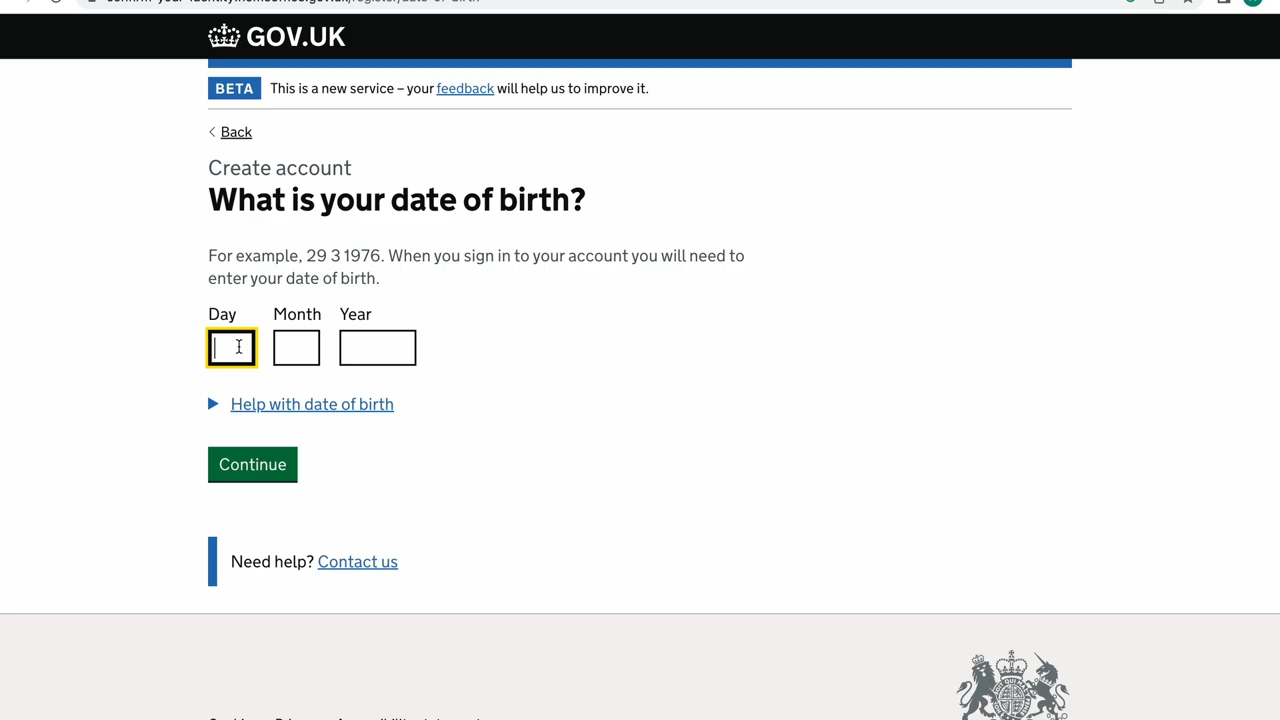 GOV.UK
BETA This is a new service – your feedback will help us to improve it.
Back
Create account
What is your date of birth?
For example, 29 3 1976. When you sign in to your account you will need to
enter your date of birth.
Day Month Year
Help with date of birth
Continue
Need help? Contact us